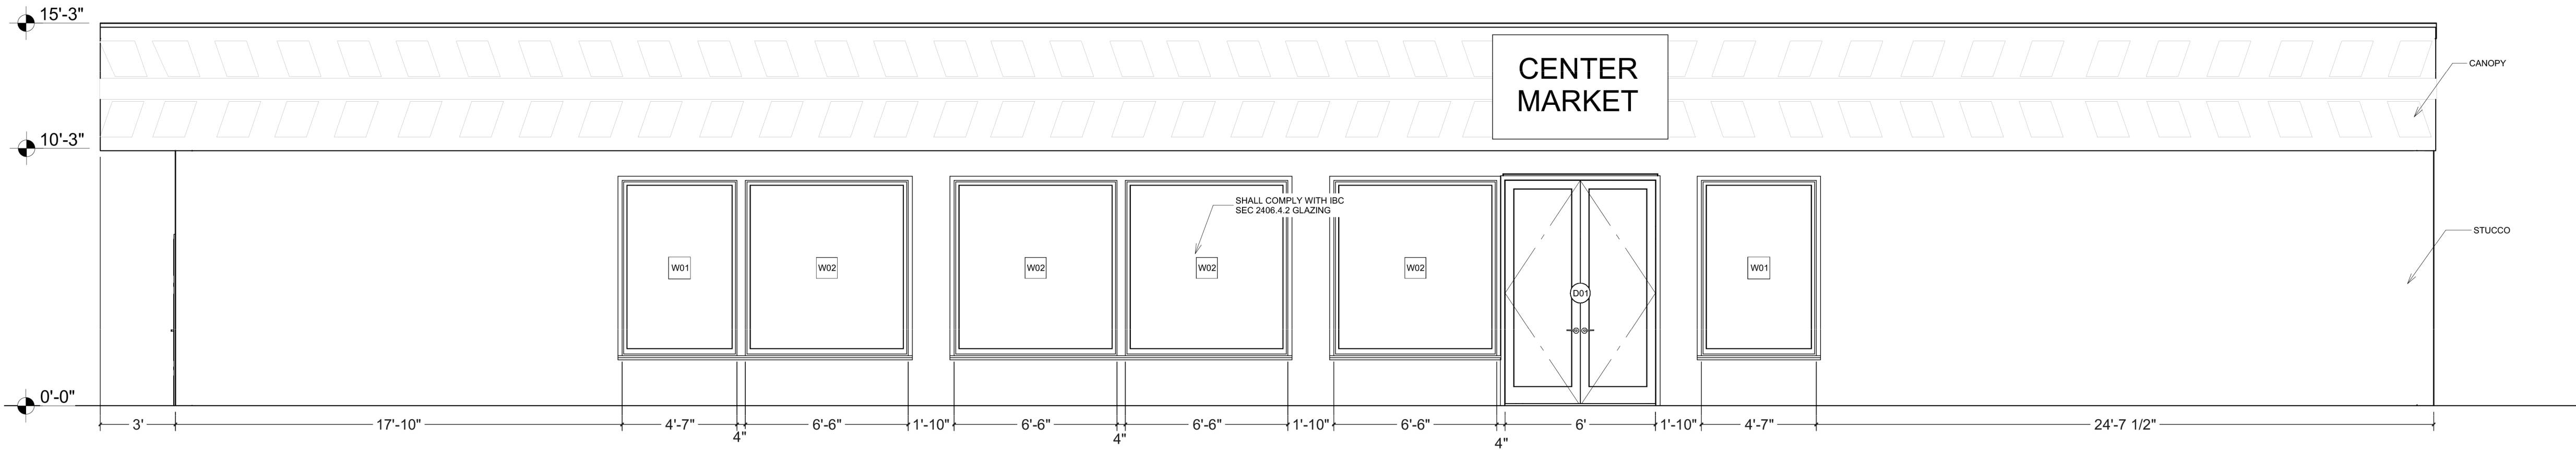 15'-3"
CENTER
MARKET
CANOPY
10'-3"
SHALL COMPLY WITH IBC
SEC 2406.4.2 GLAZING
STUCCO
W01
W02
W02
W02
W02
W01
D01
0'-0"
3'
17'-10"
4'-7"
4"
6'-6"
1'-10"
6'-6"
4"
6'-6"
1'-10"
6'-6"
4"
6'
1'-10"
4'-7"
24'-7 1/2"